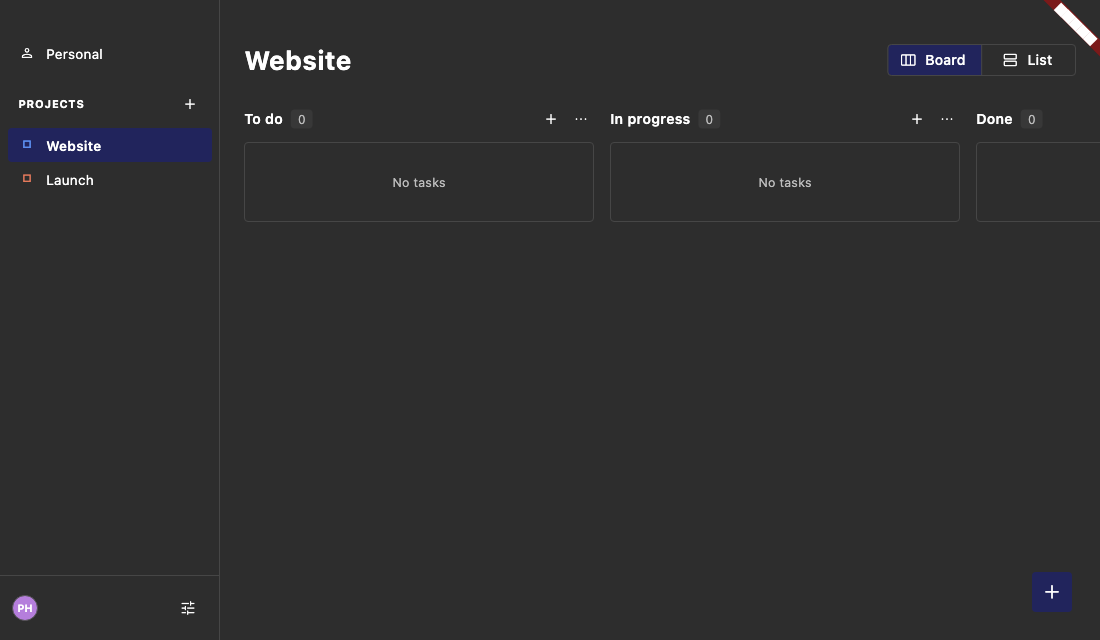 Personal
PROJECTS
Website
Launch
PH
Website
Board
List
To do 0
In progress 0
Done 0
No tasks
No tasks